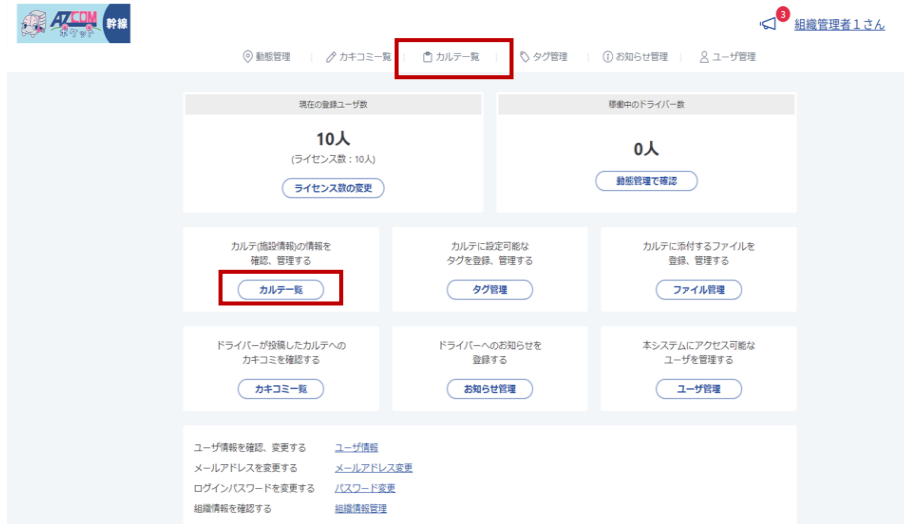 AZCOM
ポケット
幹線
3
組織管理者１さん
動態管理
カキコミ一覧
カルテ一覧
タグ管理
お知らせ管理
ユーザ管理
現在の登録ユーザ数
10人
(ライセンス数：10人)
ライセンス数の変更
稼働中のドライバー数
0人
動態管理で確認
カルテ(施設情報)の情報を
確認、管理する
カルテ一覧
カルテに設定可能な
タグを登録、管理する
タグ管理
カルテに添付するファイルを
登録、管理する
ファイル管理
ドライバーが投稿したカルテへの
カキコミを確認する
カキコミ一覧
ドライバーへのお知らせを
登録する
お知らせ管理
本システムにアクセス可能な
ユーザを管理する
ユーザ管理
ユーザ情報を確認、変更する ユーザ情報
メールアドレスを変更する メールアドレス変更
ログインパスワードを変更する パスワード変更
組織情報を確認する 組織情報管理